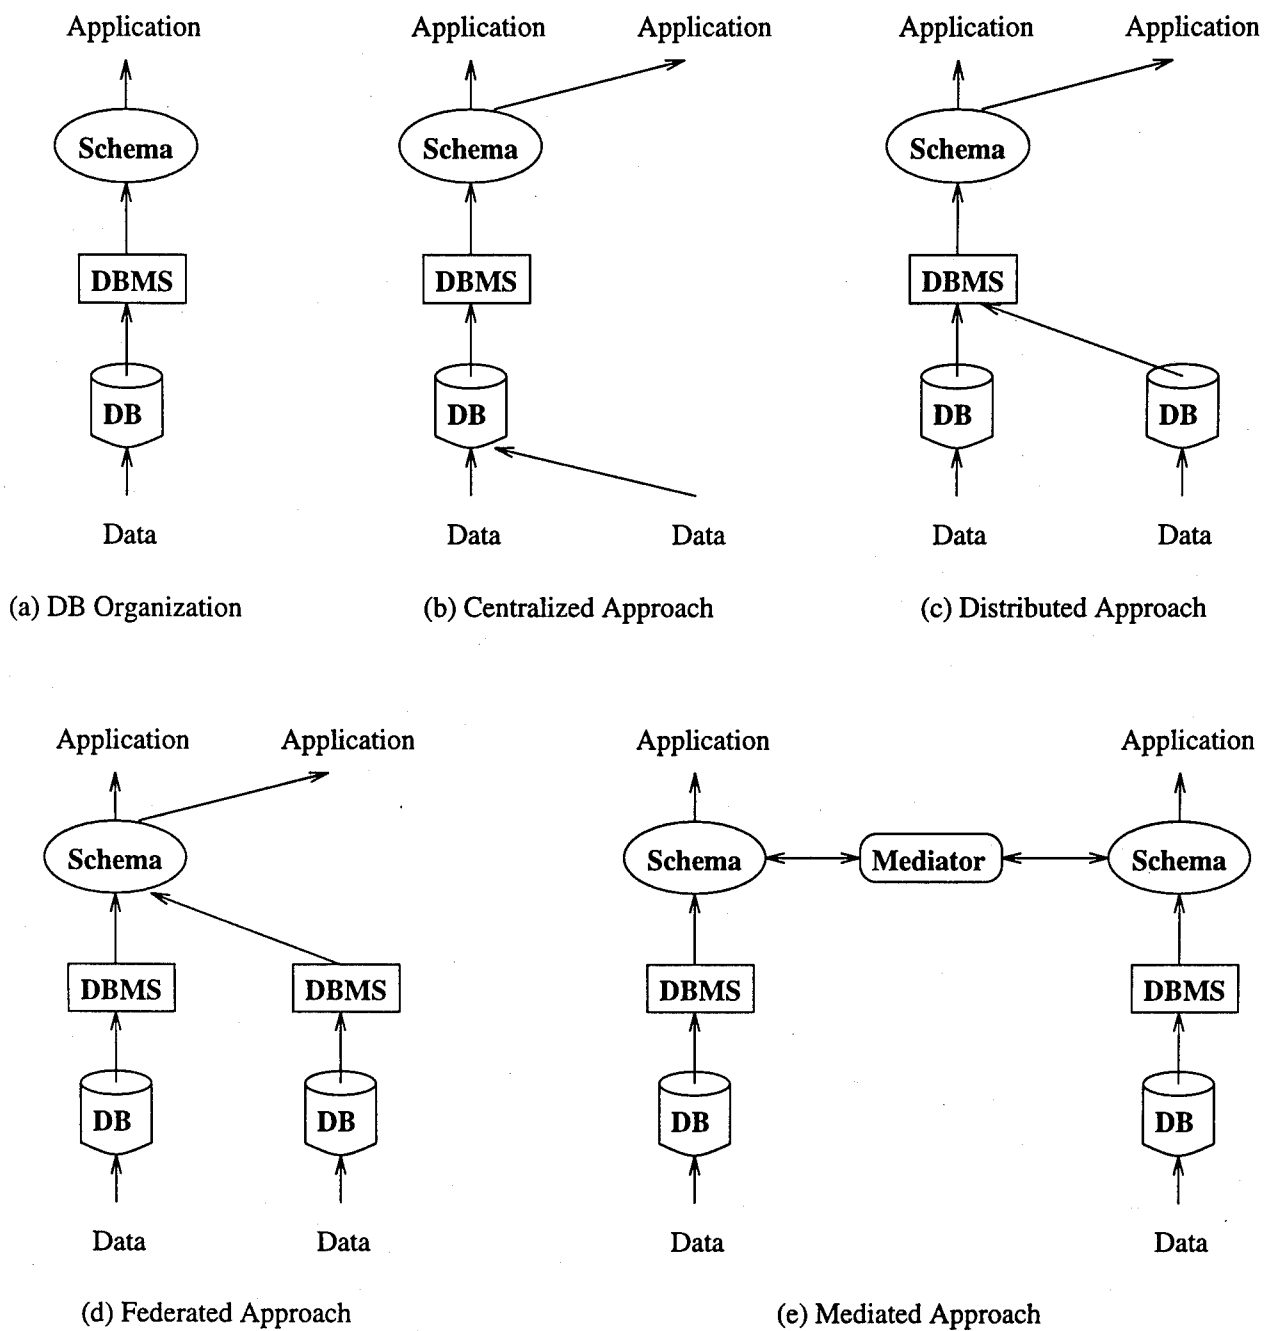 Application
Application
Application
Application
Application
Schema
Schema
Schema
DBMS
DBMS
DBMS
DB
DB
DB
DB
Data
Data
Data
Data
Data
(a) DB Organization
(b) Centralized Approach
(c) Distributed Approach
Application
Application
Application
Application
Schema
Schema
Mediator
Schema
DBMS
DBMS
DBMS
DBMS
DB
DB
DB
DB
Data
Data
Data
Data
(d) Federated Approach
(e) Mediated Approach